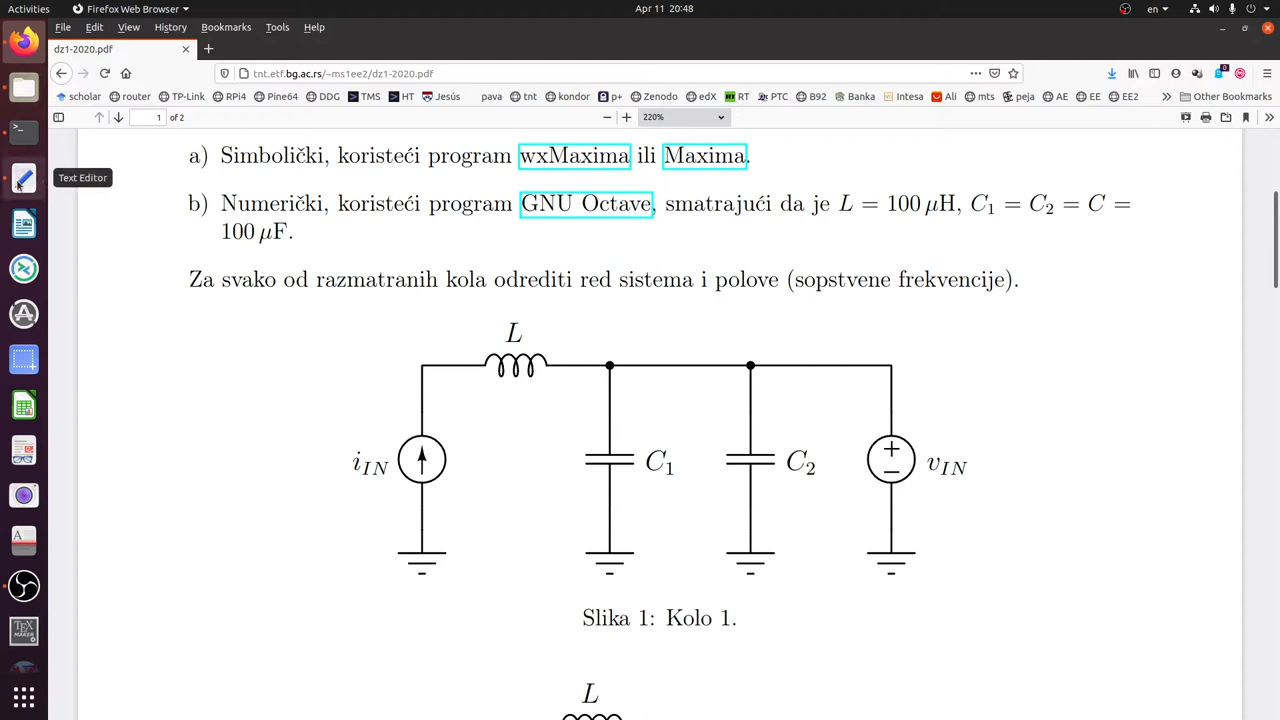 Activities
Firefox Web Browser
Apr 11 20:48
en
File Edit View History Bookmarks Tools Help
dz1-2020.pdf
tnt.etf.bg.ac.rs/~ms1ee2/dz1-2020.pdf
scholar router TP-Link RPi4 Pine64 DDG TMS HT Jesús pava tnt kondor p+ Zenodo edX RT PTC B92 Banka Intesa Ali mts peja AE EE EE2 Other Bookmarks
1 of 2
220%
a) Simbolički, koristeći program wxMaxima ili Maxima.
Text Editor
b) Numerički, koristeći program GNU Octave, smatrajući da je L = 100 μH, C₁ = C₂ = C =
100 μF.
Za svako od razmatranih kola odrediti red sistema i polove (sopstvene frekvencije).
L
i_IN
C₁
C₂
+
−
v_IN
Slika 1: Kolo 1.
L